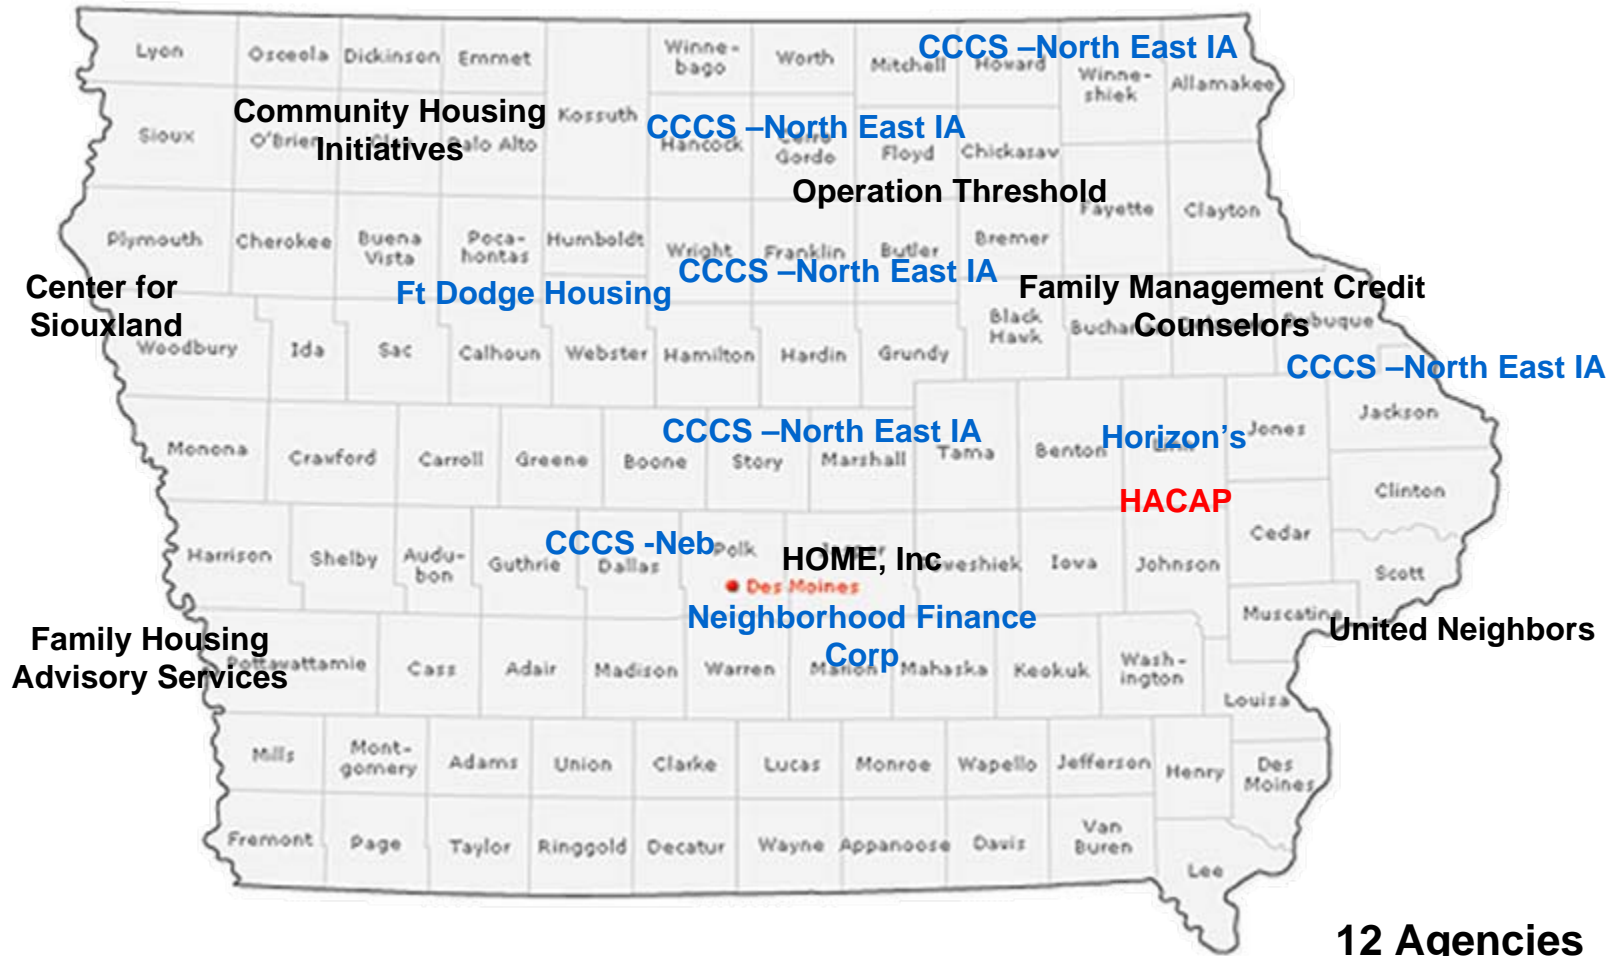 Lyon
Osceola
Dickinson
Emmet
Winne-
bago
Worth
Mitchell
CCCS –North East IA
Howard
Winne-
shiek
Allamakee
Community Housing
Initiatives
Sioux
O'Brien
Palo Alto
Kossuth
CCCS –North East IA
Hancock
Cerro
Gordo
Floyd
Chickasaw
Operation Threshold
Fayette
Clayton
Plymouth
Cherokee
Buena
Vista
Poca-
hontas
Humboldt
Wright
Franklin
Butler
Bremer
CCCS –North East IA
Center for
Siouxland
Ft Dodge Housing
Family Management Credit
Counselors
Woodbury
Ida
Sac
Calhoun
Webster
Hamilton
Hardin
Grundy
Black
Hawk
Buchanan
Dubuque
CCCS –North East IA
Monona
Crawford
Carroll
Greene
Boone
CCCS –North East IA
Story
Marshall
Tama
Benton
Horizon's
Jones
Jackson
HACAP
Clinton
Harrison
Shelby
Audu-
bon
Guthrie
CCCS -Neb
Dallas
Polk
HOME, Inc
Des Moines
Poweshiek
Iowa
Johnson
Cedar
Scott
Neighborhood Finance
Corp
Muscatine
United Neighbors
Family Housing
Advisory Services
Pottawattamie
Cass
Adair
Madison
Warren
Marion
Mahaska
Keokuk
Wash-
ington
Louisa
Mills
Mont-
gomery
Adams
Union
Clarke
Lucas
Monroe
Wapello
Jefferson
Henry
Des
Moines
Fremont
Page
Taylor
Ringgold
Decatur
Wayne
Appanoose
Davis
Van
Buren
Lee
12 Agencies